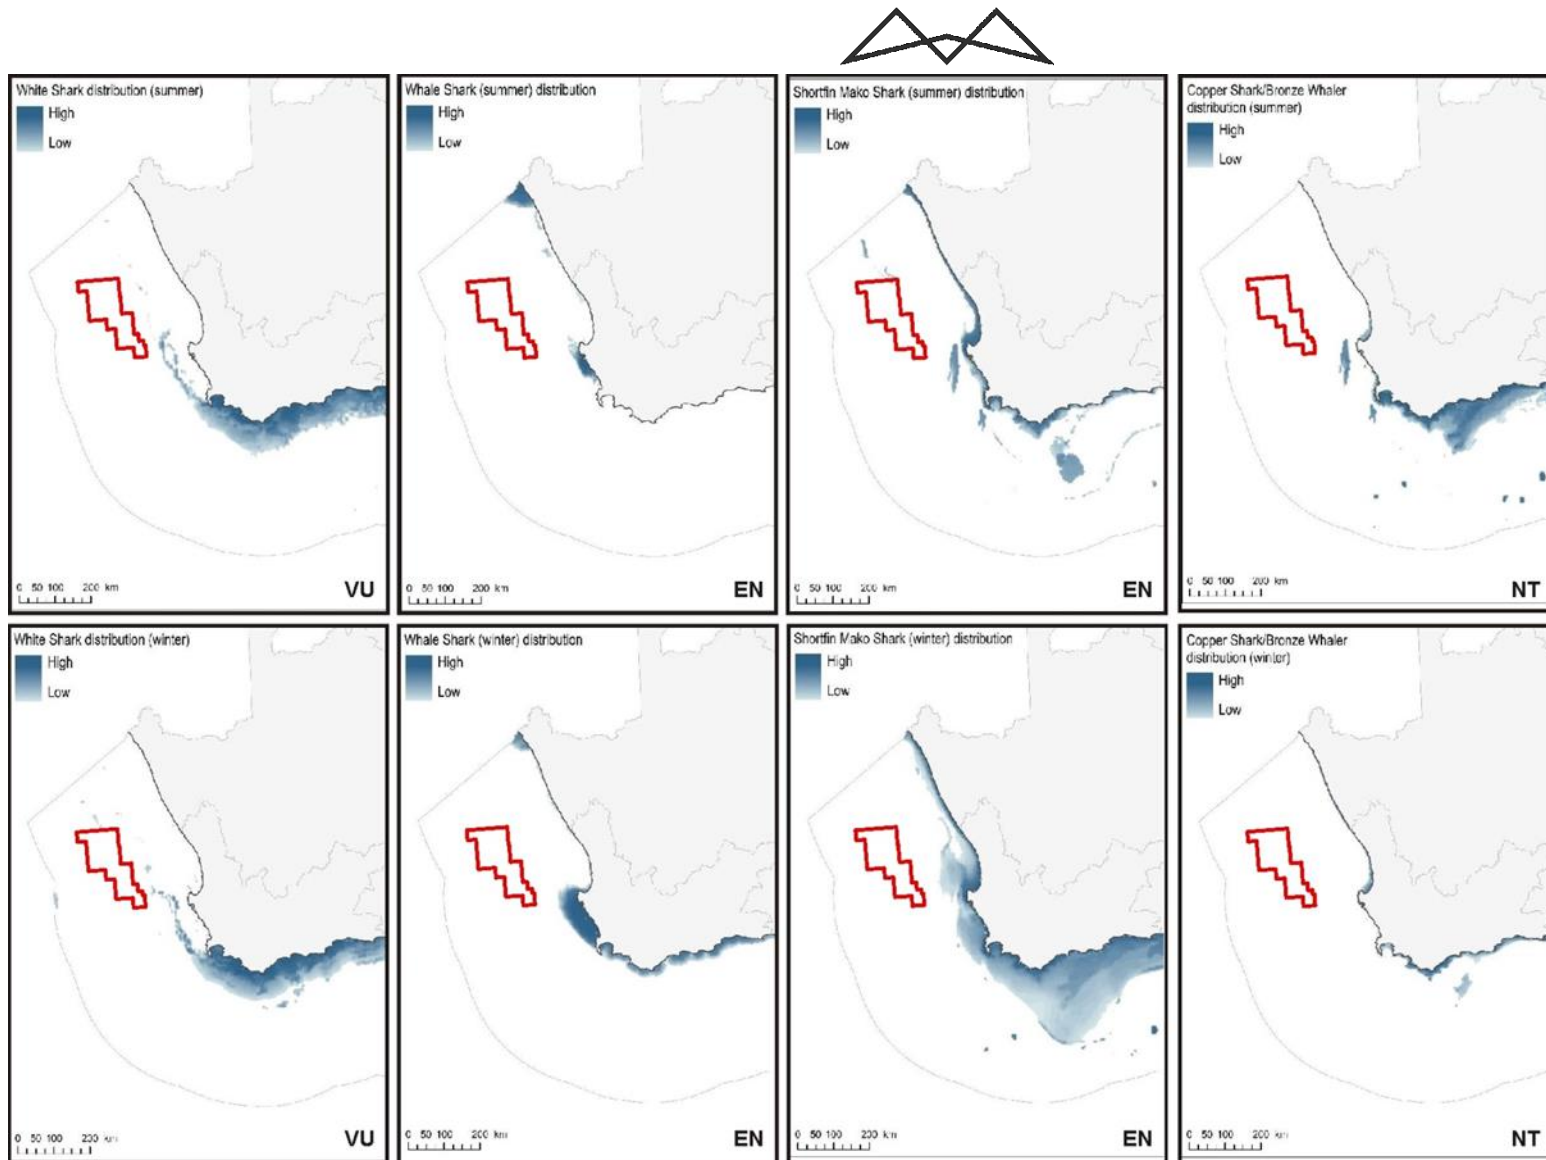 White Shark distribution (summer)
High
Low
0 50 100 200 km
VU
Whale Shark (summer) distribution
High
Low
0 50 100 200 km
EN
Shortfin Mako Shark (summer) distribution
High
Low
0 50 100 200 km
EN
Copper Shark/Bronze Whaler
distribution (summer)
High
Low
0 50 100 200 km
NT
White Shark distribution (winter)
High
Low
0 50 100 200 km
VU
Whale Shark (winter) distribution
High
Low
0 50 100 200 km
EN
Shortfin Mako Shark (winter) distribution
High
Low
0 50 100 200 km
EN
Copper Shark/Bronze Whaler
distribution (winter)
High
Low
0 50 100 200 km
NT